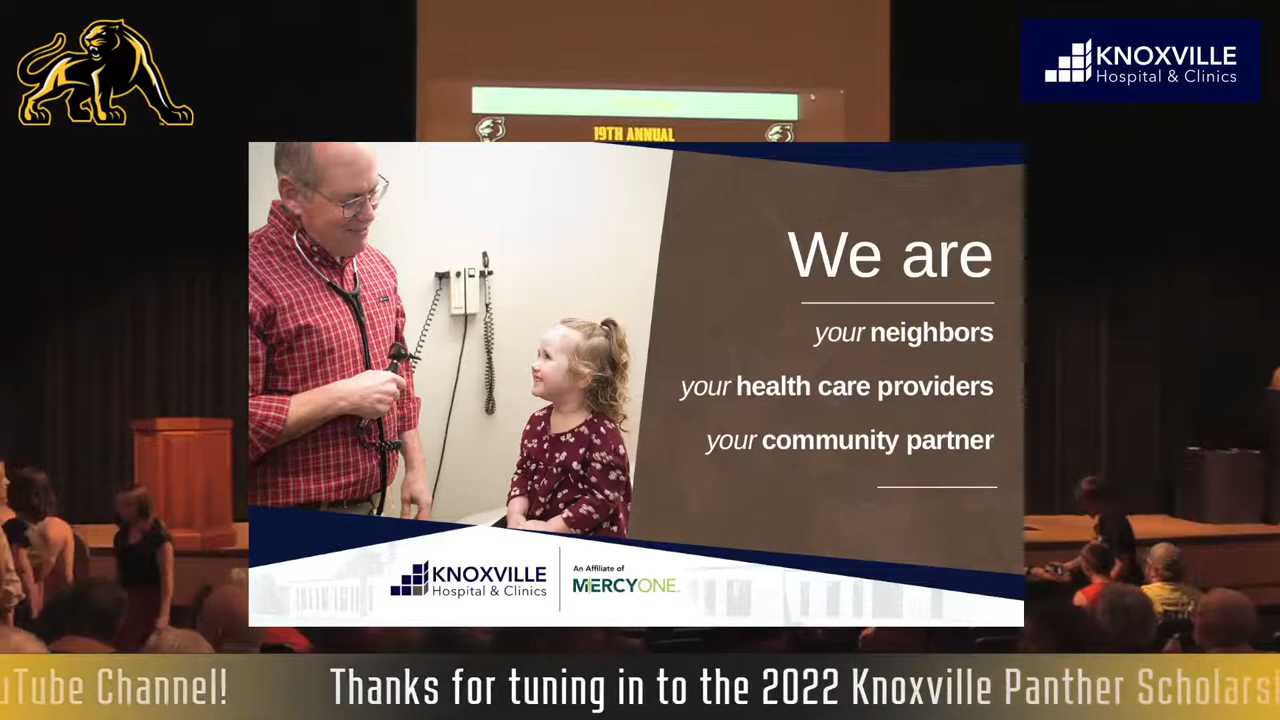 KNOXVILLE
Hospital & Clinics
19TH ANNUAL
We are
your neighbors
your health care providers
your community partner
KNOXVILLE
Hospital & Clinics
An Affiliate of
MERCYONE
uTube Channel! Thanks for tuning in to the 2022 Knoxville Panther Scholars